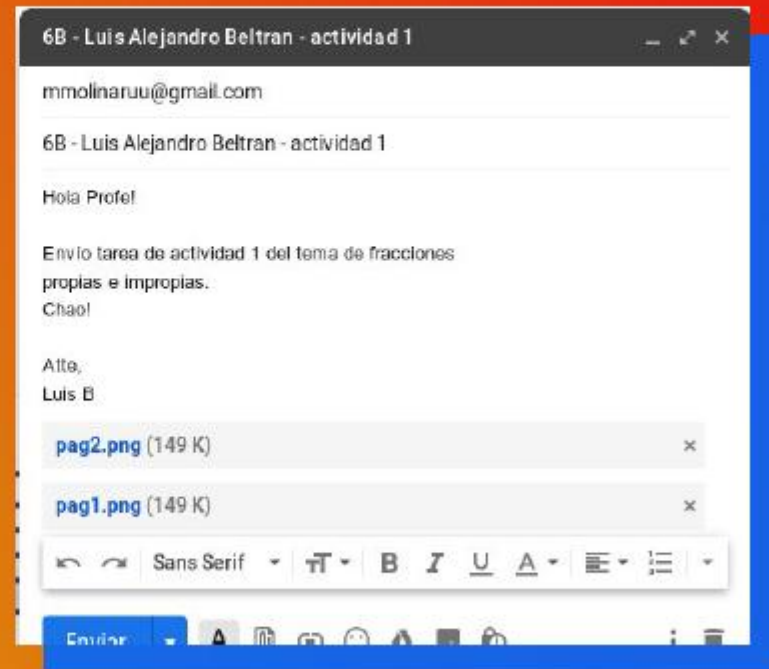 6B - Luis Alejandro Beltran - actividad 1
mmolinaruu@gmail.com
6B - Luis Alejandro Beltran - actividad 1
Hola Profe!
Envio tarea de actividad 1 del tema de fracciones
propias e impropias.
Chao!
Atte,
Luis B
pag2.png (149 K)
pag1.png (149 K)
Sans Serif B I U A
Enviar A